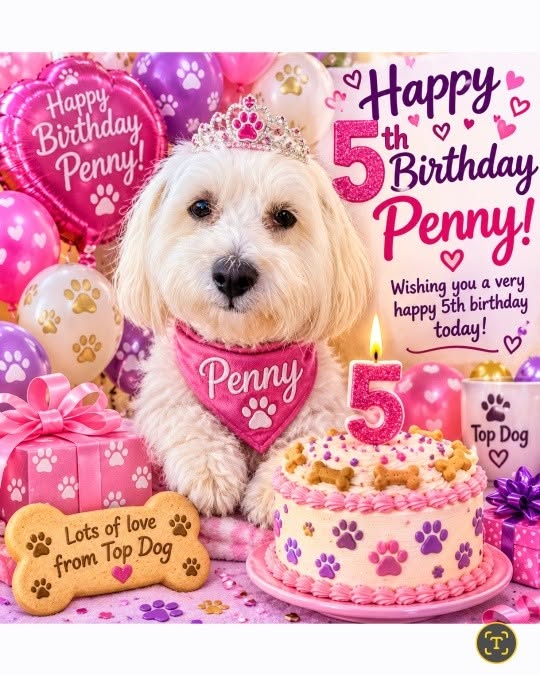 Happy
Birthday
Penny!
Happy
5th
Birthday
Penny!
Wishing you a very
happy 5th birthday
today!
Penny
5
Top Dog
Lots of love
from Top Dog
T